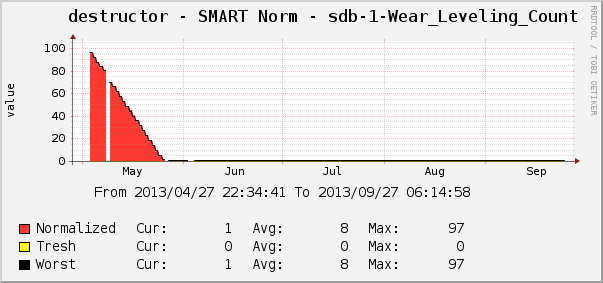 destructor - SMART Norm - sdb-1-Wear_Leveling_Count
RRDTOOL / TOBI OETIKER
value
100
80
60
40
20
0
May Jun Jul Aug Sep
From 2013/04/27 22:34:41 To 2013/09/27 06:14:58
Normalized Cur: 1 Avg: 8 Max: 97
Tresh Cur: 0 Avg: 0 Max: 0
Worst Cur: 1 Avg: 8 Max: 97